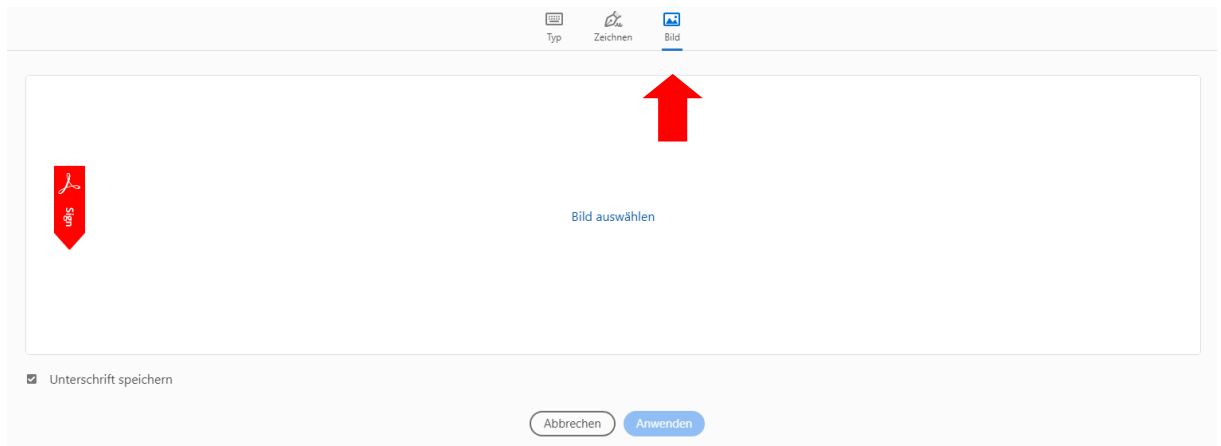 Typ Zeichnen Bild
Sign
Bild auswählen
Unterschrift speichern
Abbrechen Anwenden